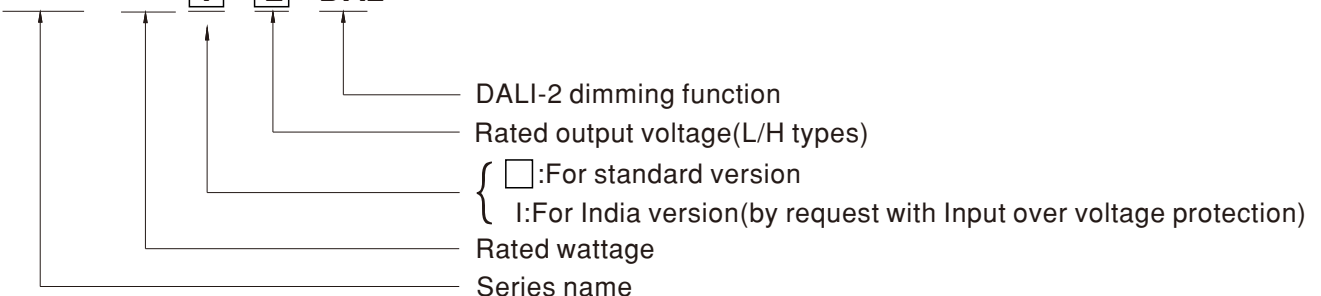 DALI-2 dimming function
Rated output voltage(L/H types)
□:For standard version
I:For India version(by request with Input over voltage protection)
Rated wattage
Series name